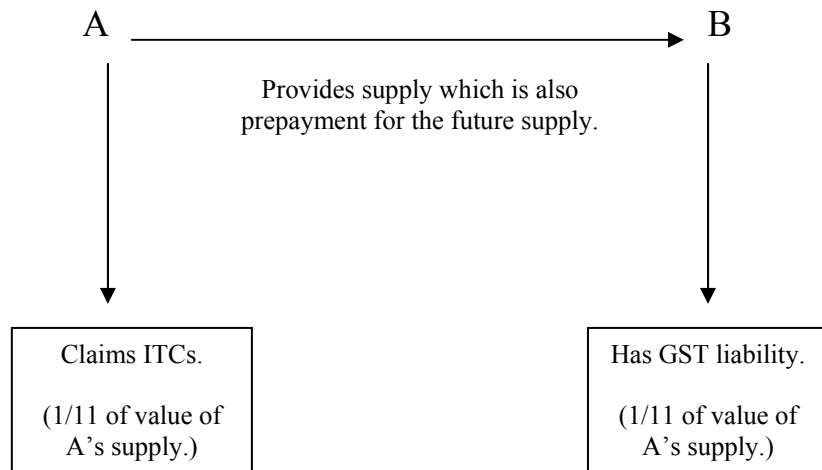 A B
Provides supply which is also
prepayment for the future supply.
Claims ITCs.
(1/11 of value of
A’s supply.)
Has GST liability.
(1/11 of value of
A’s supply.)